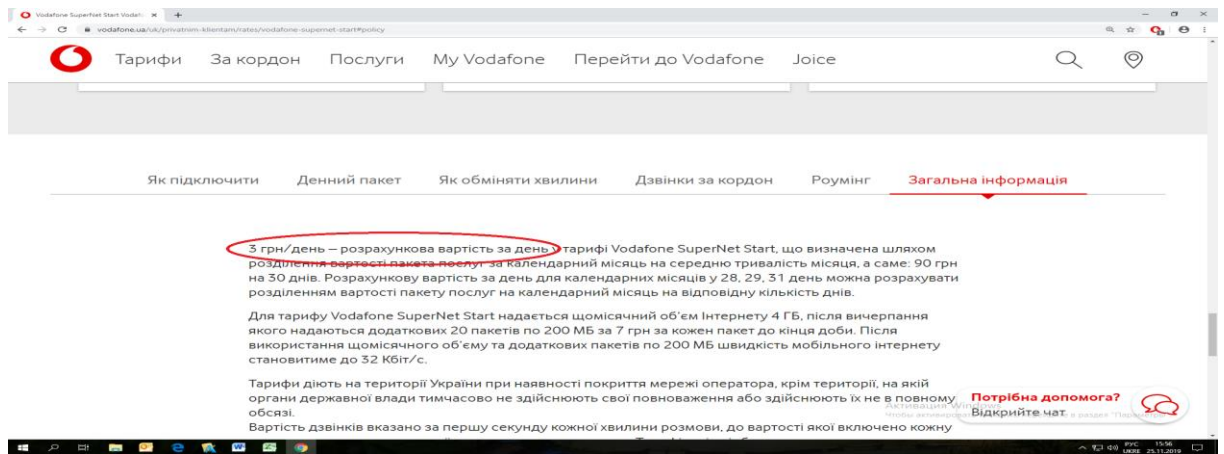 Vodafone SuperNet Start Vodaf
vodafone.ua/uk/privatnim-klientam/rates/vodafone-supernet-start#policy
Тарифи За кордон Послуги My Vodafone Перейти до Vodafone Joice
Як підключити Денний пакет Як обміняти хвилини Дзвінки за кордон Роумінг Загальна інформація
3 грн/день — розрахункова вартість за день у тарифі Vodafone SuperNet Start, що визначена шляхом
розділення вартості пакета послуг за календарний місяць на середню тривалість місяця, а саме: 90 грн
на 30 днів. Розрахункову вартість за день для календарних місяців у 28, 29, 31 день можна розрахувати
розділенням вартості пакету послуг на календарний місяць на відповідну кількість днів.
Для тарифу Vodafone SuperNet Start надається щомісячний об’єм Інтернету 4 ГБ, після вичерпання
якого надаються додаткових 20 пакетів по 200 МБ за 7 грн за кожен пакет до кінця доби. Після
використання щомісячного об’єму та додаткових пакетів по 200 МБ швидкість мобільного інтернету
становитиме до 32 Кбіт/с.
Тарифи діють на території України при наявності покриття мережі оператора, крім території, на якій
органи державної влади тимчасово не здійснюють свої повноваження або здійснюють їх не в повному
обсязі.
Вартість дзвінків вказано за першу секунду кожної хвилини розмови, до вартості якої включено кожну
Потрібна допомога?
Відкрийте чат
Активация Windows
РУС 15:56
UKRE 25.11.2019